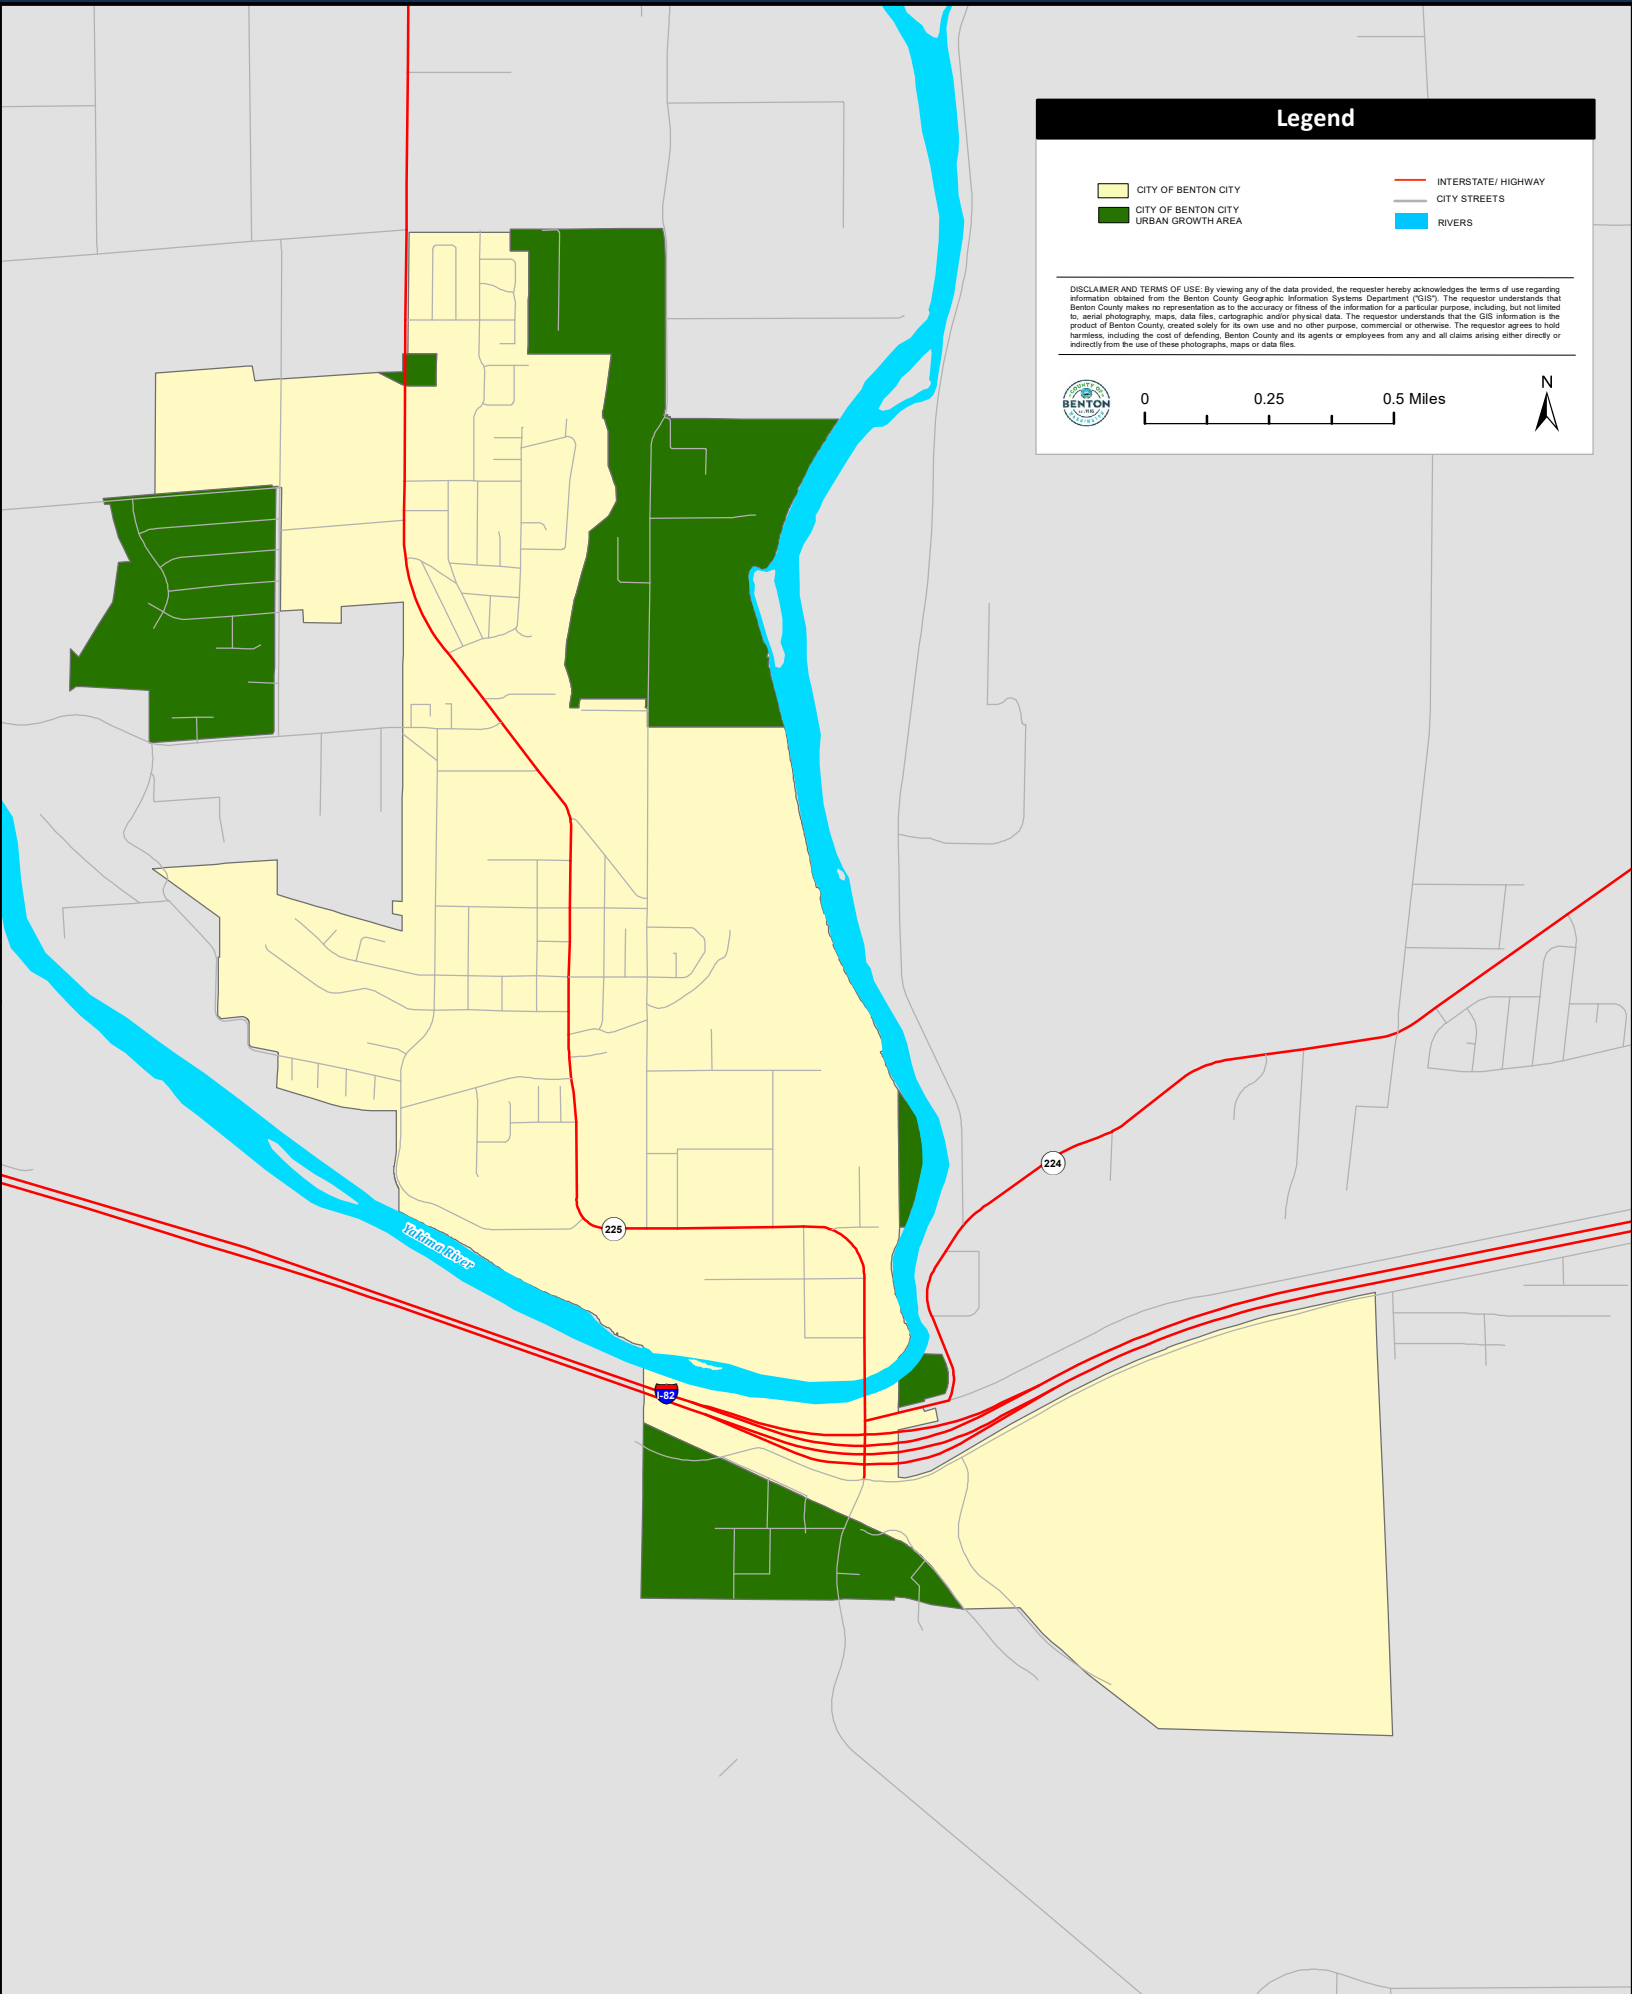 Legend
CITY OF BENTON CITY
CITY OF BENTON CITY
URBAN GROWTH AREA
INTERSTATE/ HIGHWAY
CITY STREETS
RIVERS
DISCLAIMER AND TERMS OF USE: By viewing any of the data provided, the requester hereby acknowledges the terms of use regarding
information obtained from the Benton County Geographic Information Systems Department ("GIS"). The requestor understands that
Benton County makes no representation as to the accuracy or fitness of the information for a particular purpose, including, but not limited
to, aerial photography, maps, data files, cartographic and/or physical data. The requestor understands that the GIS information is the
product of Benton County, created solely for its own use and no other purpose, commercial or otherwise. The requestor agrees to hold
harmless, including the cost of defending, Benton County and its agents or employees from any and all claims arising either directly or
indirectly from the use of these photographs, maps or data files.
COUNTY OF
BENTON
WASHINGTON
0 0.25 0.5 Miles
N
224
225
Yakima River
I-82